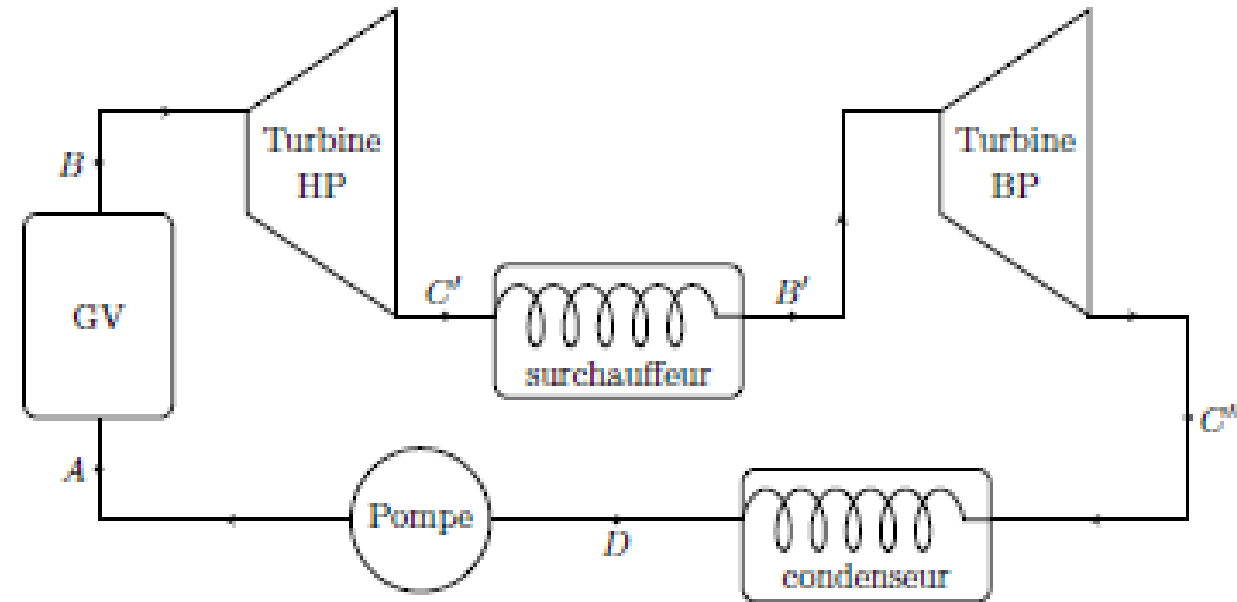 Turbine
HP
Turbine
BP
B
GV
C'
B'
surchauffeur
C"
A
Pompe
D
condenseur